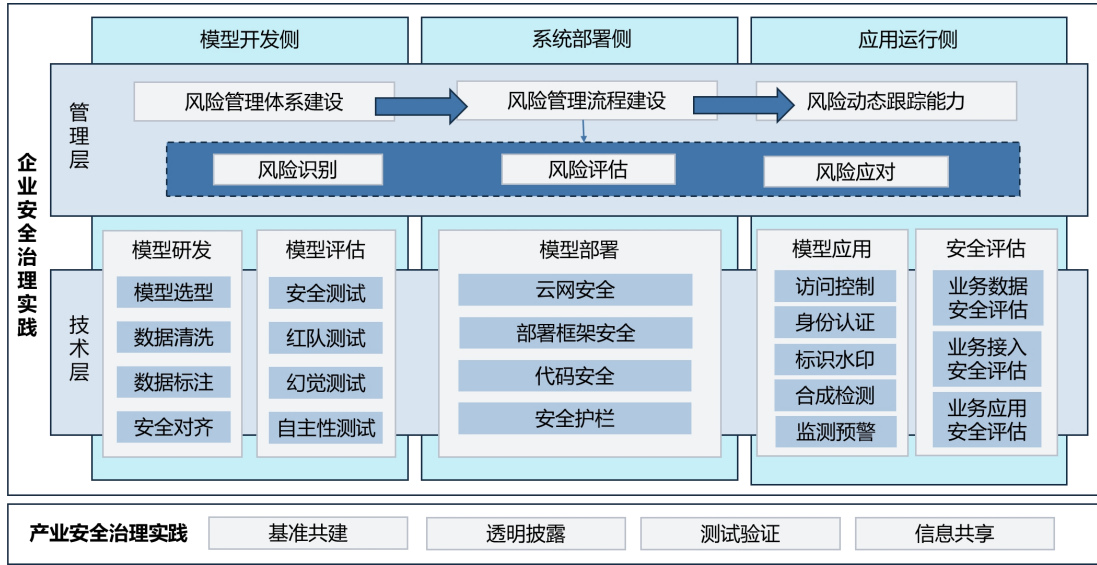 模型开发侧
系统部署侧
应用运行侧
企业安全治理实践
管理层
风险管理体系建设
风险管理流程建设
风险动态跟踪能力
风险识别
风险评估
风险应对
技术层
模型研发
模型选型
数据清洗
数据标注
安全对齐
模型评估
安全测试
红队测试
幻觉测试
自主性测试
模型部署
云网安全
部署框架安全
代码安全
安全护栏
模型应用
访问控制
身份认证
标识水印
合成检测
监测预警
安全评估
业务数据
安全评估
业务接入
安全评估
业务应用
安全评估
产业安全治理实践
基准共建
透明披露
测试验证
信息共享